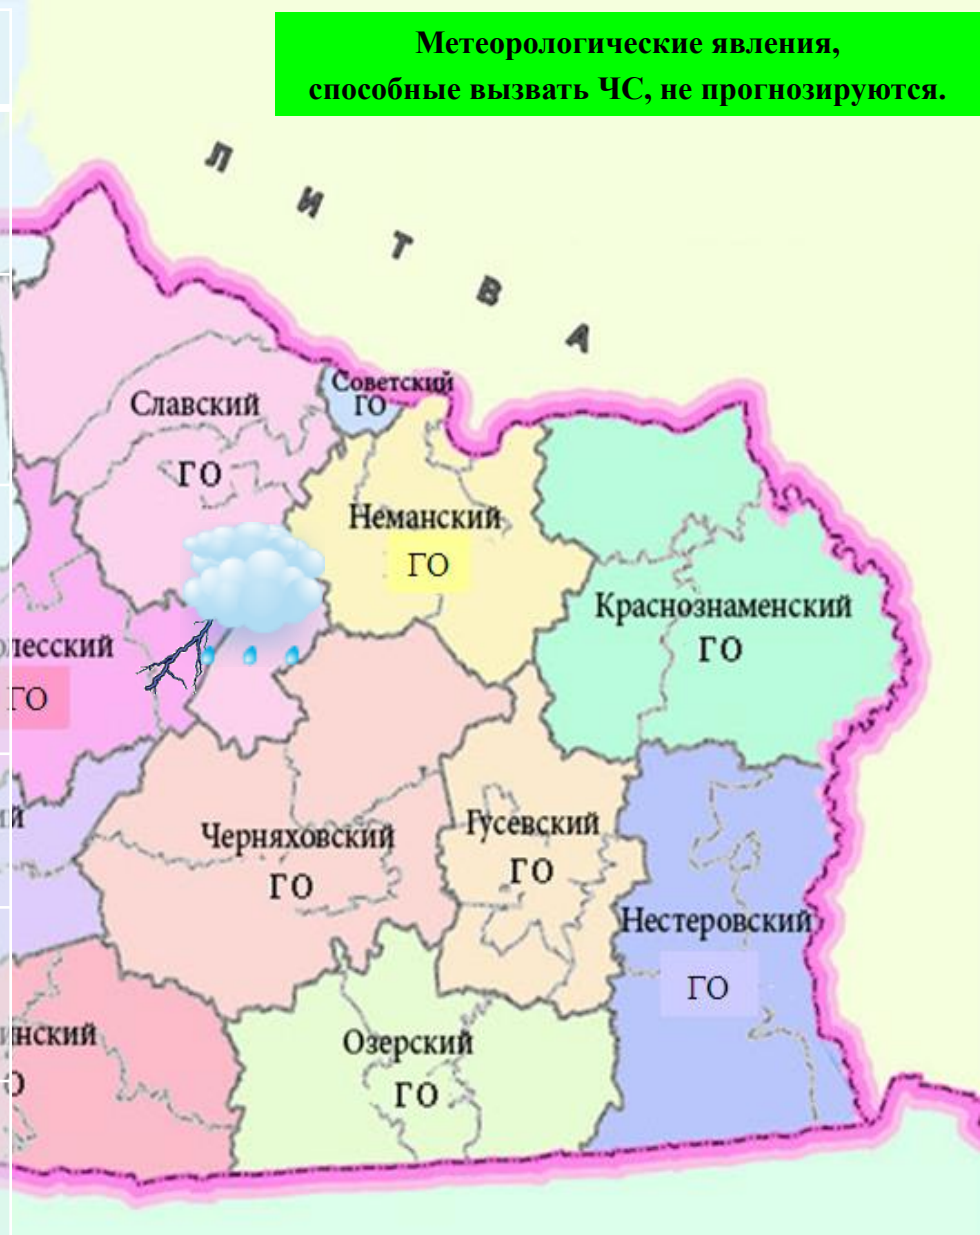 Метеорологические явления,
способные вызвать ЧС, не прогнозируются.
ЛИТВА
Советский
ГО
Славский
ГО
Неманский
ГО
Краснознаменский
ГО
лесский
ГО
Черняховский
ГО
Гусевский
ГО
Нестеровский
ГО
Озерский
ГО
инский